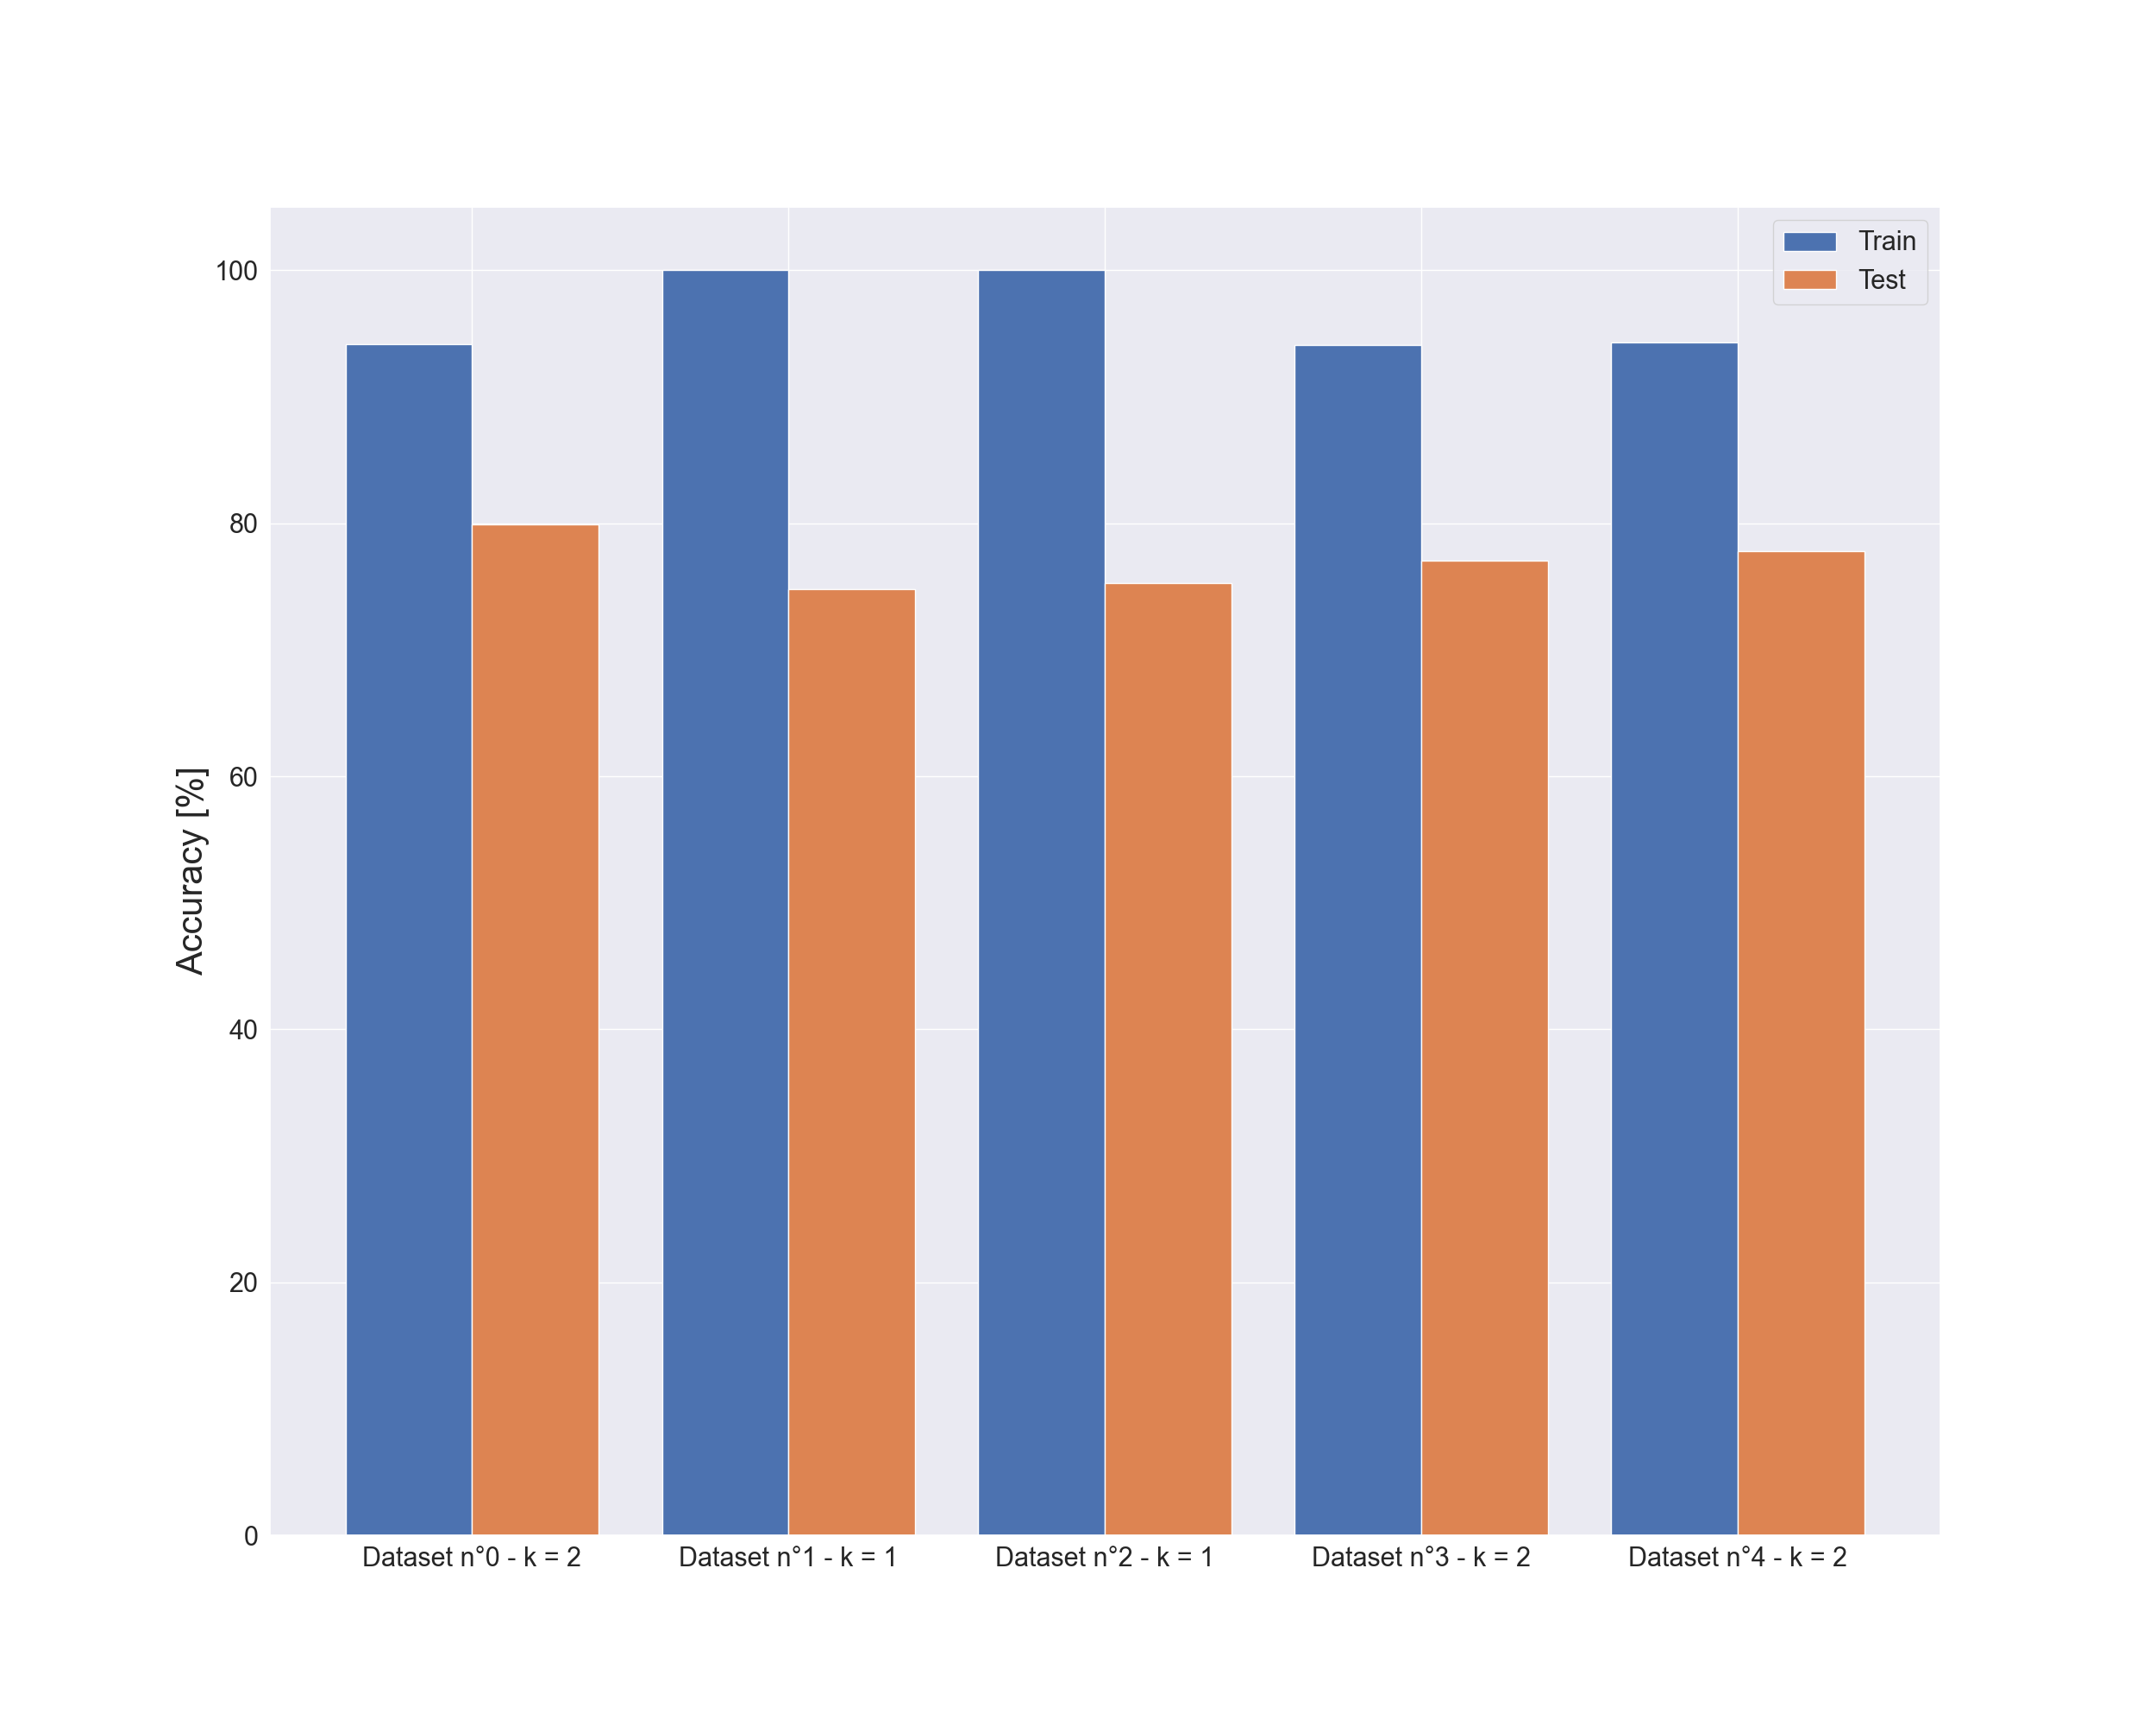 Train
Test
100
80
60
40
20
0
Accuracy [%]
Dataset n°0 - k = 2
Dataset n°1 - k = 1
Dataset n°2 - k = 1
Dataset n°3 - k = 2
Dataset n°4 - k = 2